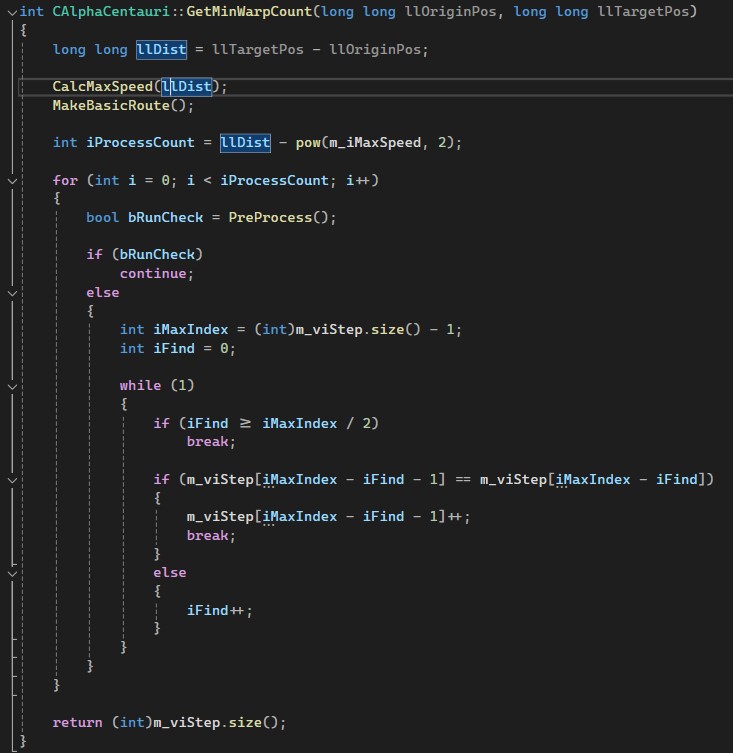 int CAlphaCentauri::GetMinWarpCount(long long llOriginPos, long long llTargetPos)
{
    long long llDist = llTargetPos - llOriginPos;

    CalcMaxSpeed(llDist);
    MakeBasicRoute();

    int iProcessCount = llDist - pow(m_iMaxSpeed, 2);

    for (int i = 0; i < iProcessCount; i++)
    {
        bool bRunCheck = PreProcess();

        if (bRunCheck)
            continue;
        else
        {
            int iMaxIndex = (int)m_viStep.size() - 1;
            int iFind = 0;

            while (1)
            {
                if (iFind ≥ iMaxIndex / 2)
                    break;

                if (m_viStep[iMaxIndex - iFind - 1] == m_viStep[iMaxIndex - iFind])
                {
                    m_viStep[iMaxIndex - iFind - 1]++;
                    break;
                }
                else
                {
                    iFind++;
                }
            }
        }
    }

    return (int)m_viStep.size();
}